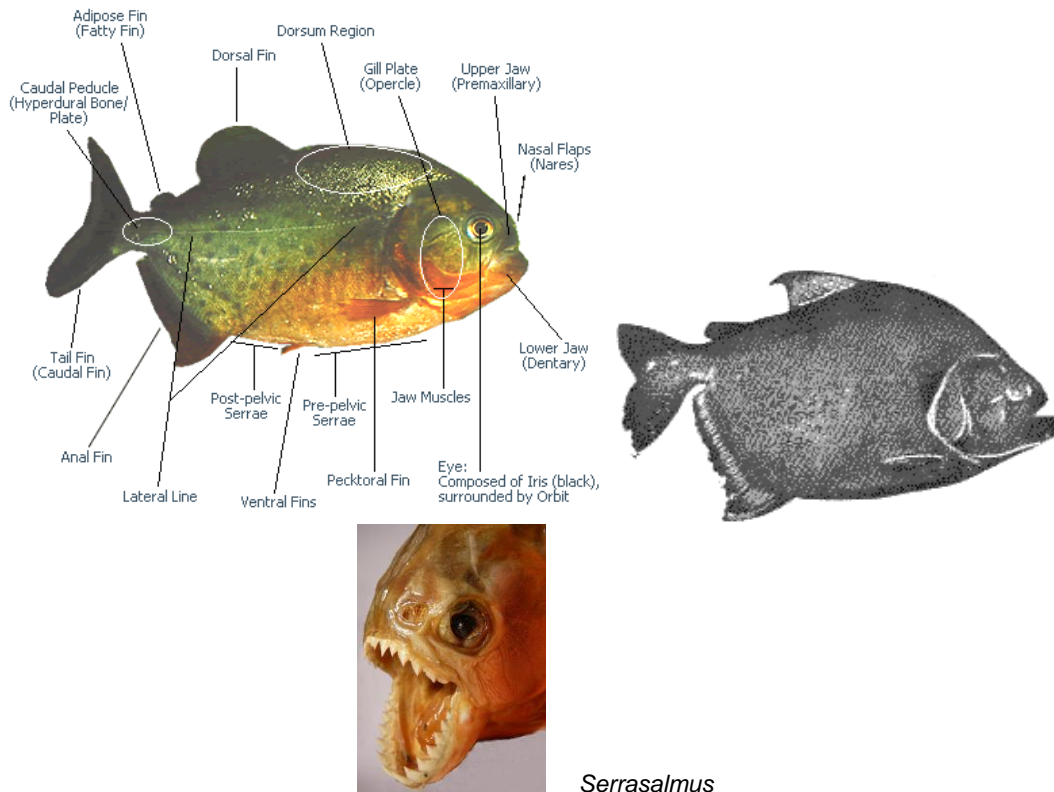 Adipose Fin
(Fatty Fin)
Dorsum Region
Dorsal Fin
Gill Plate
(Opercle)
Upper Jaw
(Premaxillary)
Caudal Peducle
(Hyperdural Bone/
Plate)
Nasal Flaps
(Nares)
Tail Fin
(Caudal Fin)
Lower Jaw
(Dentary)
Post-pelvic
Serrae
Pre-pelvic
Serrae
Jaw Muscles
Anal Fin
Lateral Line
Ventral Fins
Pecktoral Fin
Eye:
Composed of Iris (black),
surrounded by Orbit
Serrasalmus